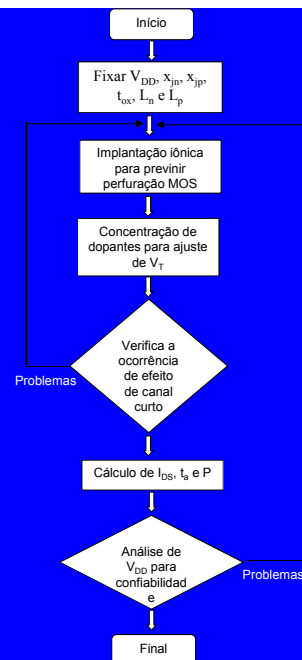 Início
Fixar V_DD, x_jn, x_jp,
t_ox, L_n e L_p
Implantação iônica
para previnir
perfuração MOS
Concentração de
dopantes para ajuste
de V_T
Verifica a
ocorrência
de efeito
de canal
curto
Problemas
Cálculo de I_DS, t_a e P
Análise de
V_DD para
confiabilidad
e
Problemas
Final